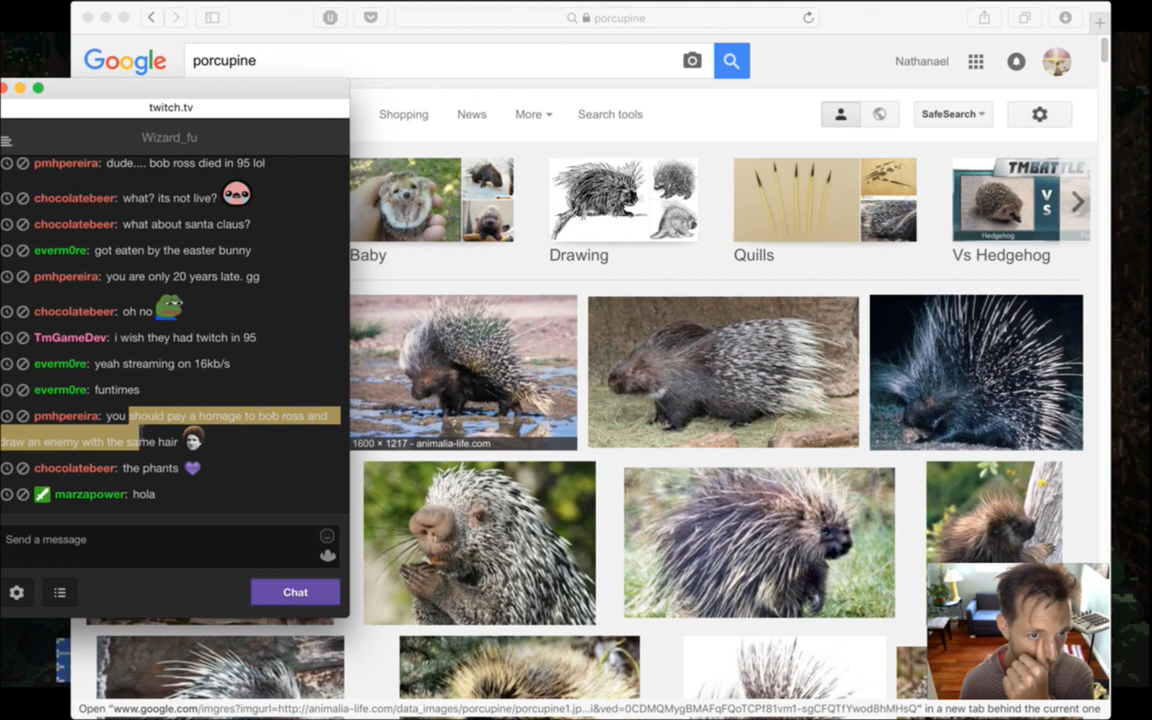 porcupine
Google
porcupine
Nathanael
twitch.tv
Shopping
News
More
Search tools
SafeSearch
Wizard_fu
pmhpereira: dude.... bob ross died in 95 lol
chocolatebeer: what? its not live?
chocolatebeer: what about santa claus?
everm0re: got eaten by the easter bunny
pmhpereira: you are only 20 years late. gg
chocolatebeer: oh no
TmGameDev: i wish they had twitch in 95
everm0re: yeah streaming on 16kb/s
everm0re: funtimes
pmhpereira: you should pay a homage to bob ross and
draw an enemy with the same hair
chocolatebeer: the phants
marzapower: hola
Send a message
Chat
TMBATTLE
VS
Hedgehog
Baby
Drawing
Quills
Vs Hedgehog
1600 × 1217 - animalia-life.com
Open "www.google.com/imgres?imgurl=http://animalia-life.com/data_images/porcupine/porcupine1.jp...i&ved=0CDMQMygBMAFqFQoTCPf81vm1-sgCFQTfYwod8hMHsQ" in a new tab behind the current one